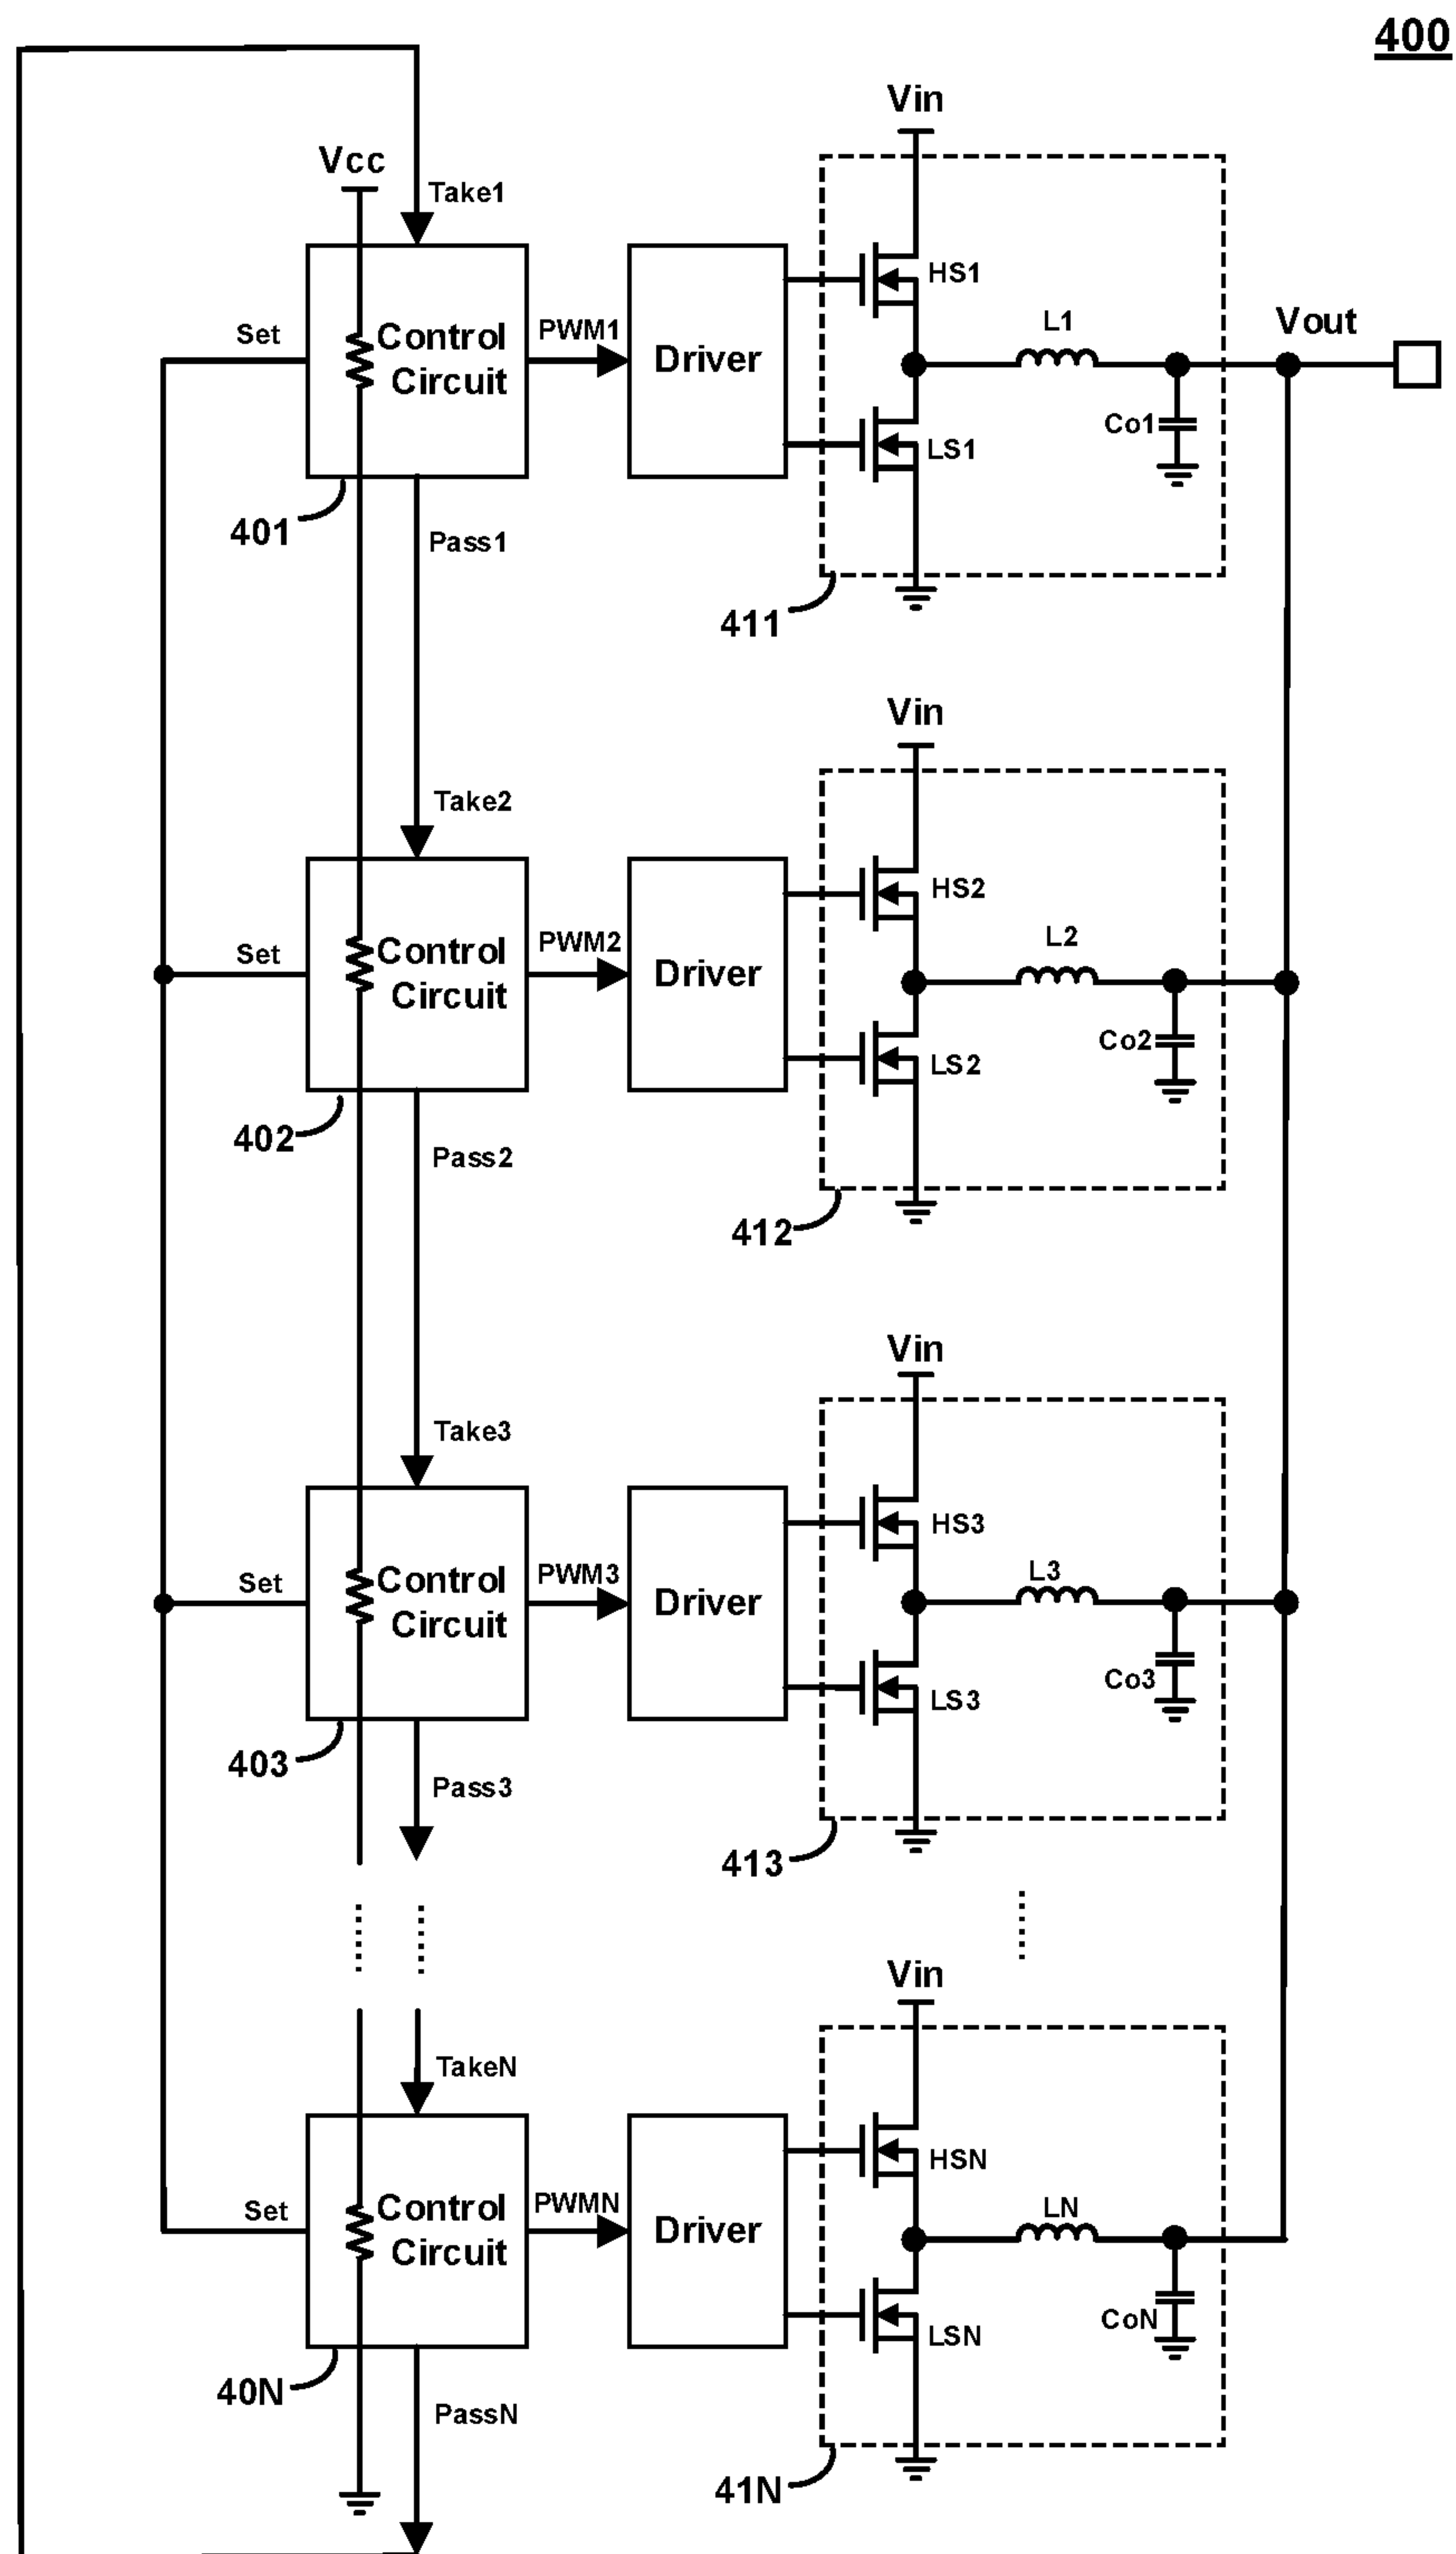 400
Vin
Vcc
Take1
HS1
Set
Control
Circuit
PWM1
Driver
L1
Vout
Co1
LS1
401
Pass1
411
Vin
Take2
HS2
Set
Control
Circuit
PWM2
Driver
L2
Co2
LS2
402
Pass2
412
Vin
Take3
HS3
Set
Control
Circuit
PWM3
Driver
L3
Co3
LS3
403
Pass3
413
Vin
TakeN
HSN
Set
Control
Circuit
PWMN
Driver
LN
CoN
LSN
40N
PassN
41N